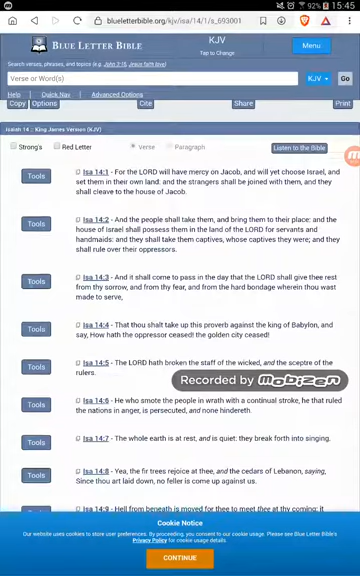 92% 15:45
blueletterbible.org/kjv/isa/14/1/s_693001
BLUE LETTER BIBLE
KJV
Tap to Change
Menu
Search verses, phrases, and topics (e.g. John 3:16, Jesus faith love)
Verse or Word(s)
KJV
Go
Help Quick Nav Advanced Options
Copy Options Cite Share Print
Isaiah 14 :: King James Version (KJV)
Strong's Red Letter Verse Paragraph Listen to the Bible
Tools
Isa 14:1 - For the LORD will have mercy on Jacob, and will yet choose Israel, and
set them in their own land: and the strangers shall be joined with them, and they
shall cleave to the house of Jacob.
Tools
Isa 14:2 - And the people shall take them, and bring them to their place: and the
house of Israel shall possess them in the land of the LORD for servants and
handmaids: and they shall take them captives, whose captives they were; and they
shall rule over their oppressors.
Tools
Isa 14:3 - And it shall come to pass in the day that the LORD shall give thee rest
from thy sorrow, and from thy fear, and from the hard bondage wherein thou wast
made to serve,
Tools
Isa 14:4 - That thou shalt take up this proverb against the king of Babylon, and
say, How hath the oppressor ceased! the golden city ceased!
Tools
Isa 14:5 - The LORD hath broken the staff of the wicked, and the sceptre of the
rulers.
Recorded by mobizen
Tools
Isa 14:6 - He who smote the people in wrath with a continual stroke, he that ruled
the nations in anger, is persecuted, and none hindereth.
Tools
Isa 14:7 - The whole earth is at rest, and is quiet: they break forth into singing.
Tools
Isa 14:8 - Yea, the fir trees rejoice at thee, and the cedars of Lebanon, saying,
Since thou art laid down, no feller is come up against us.
Isa 14:9 - Hell from beneath is moved for thee to meet thee at thy coming: it
Cookie Notice
Our website uses cookies to store user preferences. By proceeding, you consent to our cookie usage. Please see Blue Letter Bible's
Privacy Policy for cookie usage details.
CONTINUE